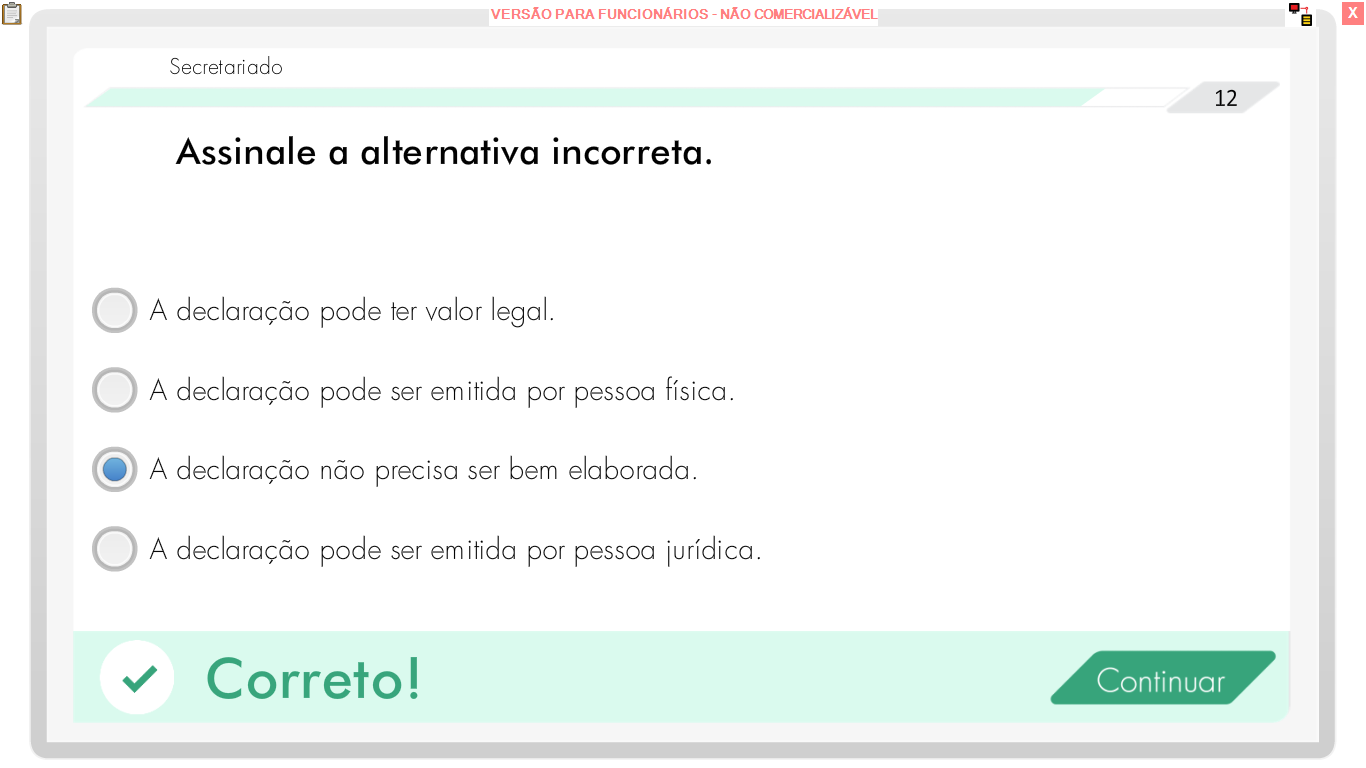 VERSÃO PARA FUNCIONÁRIOS - NÃO COMERCIALIZÁVEL
X
Secretariado
12
Assinale a alternativa incorreta.
A declaração pode ter valor legal.
A declaração pode ser emitida por pessoa física.
A declaração não precisa ser bem elaborada.
A declaração pode ser emitida por pessoa jurídica.
Correto!
Continuar